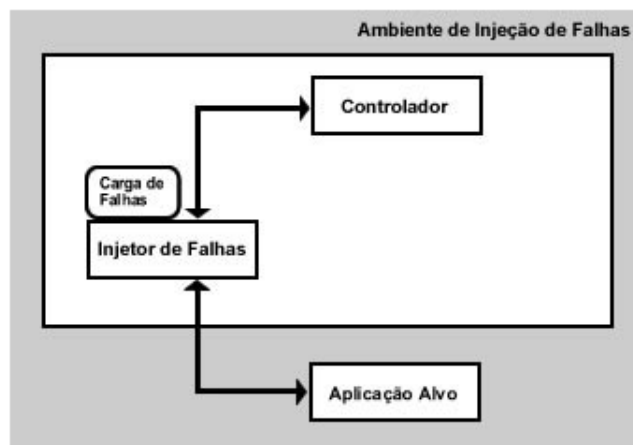 Ambiente de Injeção de Falhas
Controlador
Carga de
Falhas
Injetor de Falhas
Aplicação Alvo